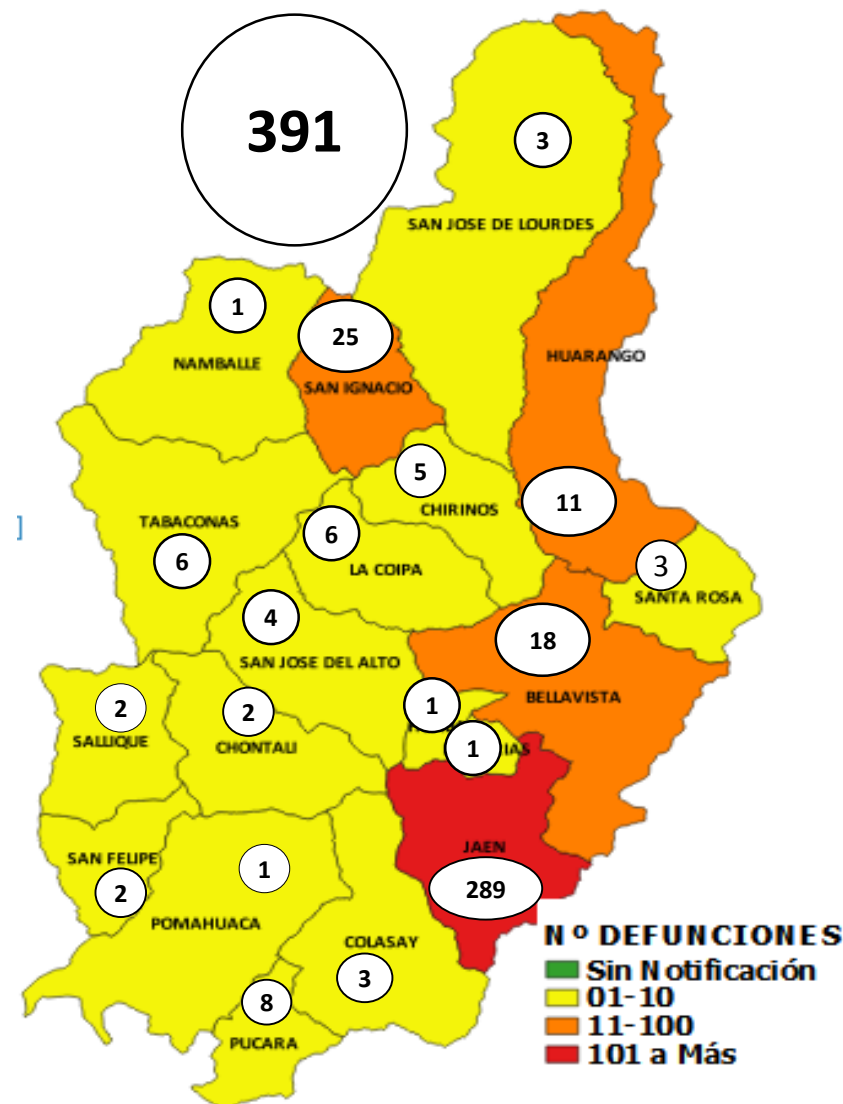 391
3
SAN JOSE DE LOURDES
1
NAMBALLE
25
SAN IGNACIO
HUARANGO
5
CHIRINOS
11
TABACONAS
6
6
LA COIPA
3
SANTA ROSA
4
SAN JOSE DEL ALTO
18
BELLAVISTA
2
SALLIQUE
2
CHONTALI
1
1
IAS
JAEN
289
SAN FELIPE
2
1
POMAHUACA
COLASAY
3
8
PUCARA
]
Nº DEFUNCIONES
Sin Notificación
01-10
11-100
101 a Más